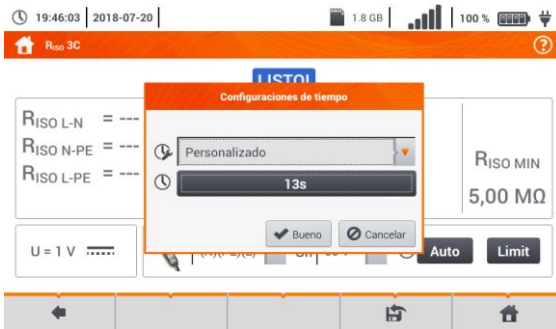 19:46:03 2018-07-20 1.8 GB 100 %
RISO 3C ?
LISTO!
Configuraciones de tiempo
RISO L-N = ---
RISO N-PE = ---
RISO L-PE = ---
Personalizado
13s
RISO MIN
5,00 MΩ
Bueno Cancelar
U = 1 V
Auto Limit